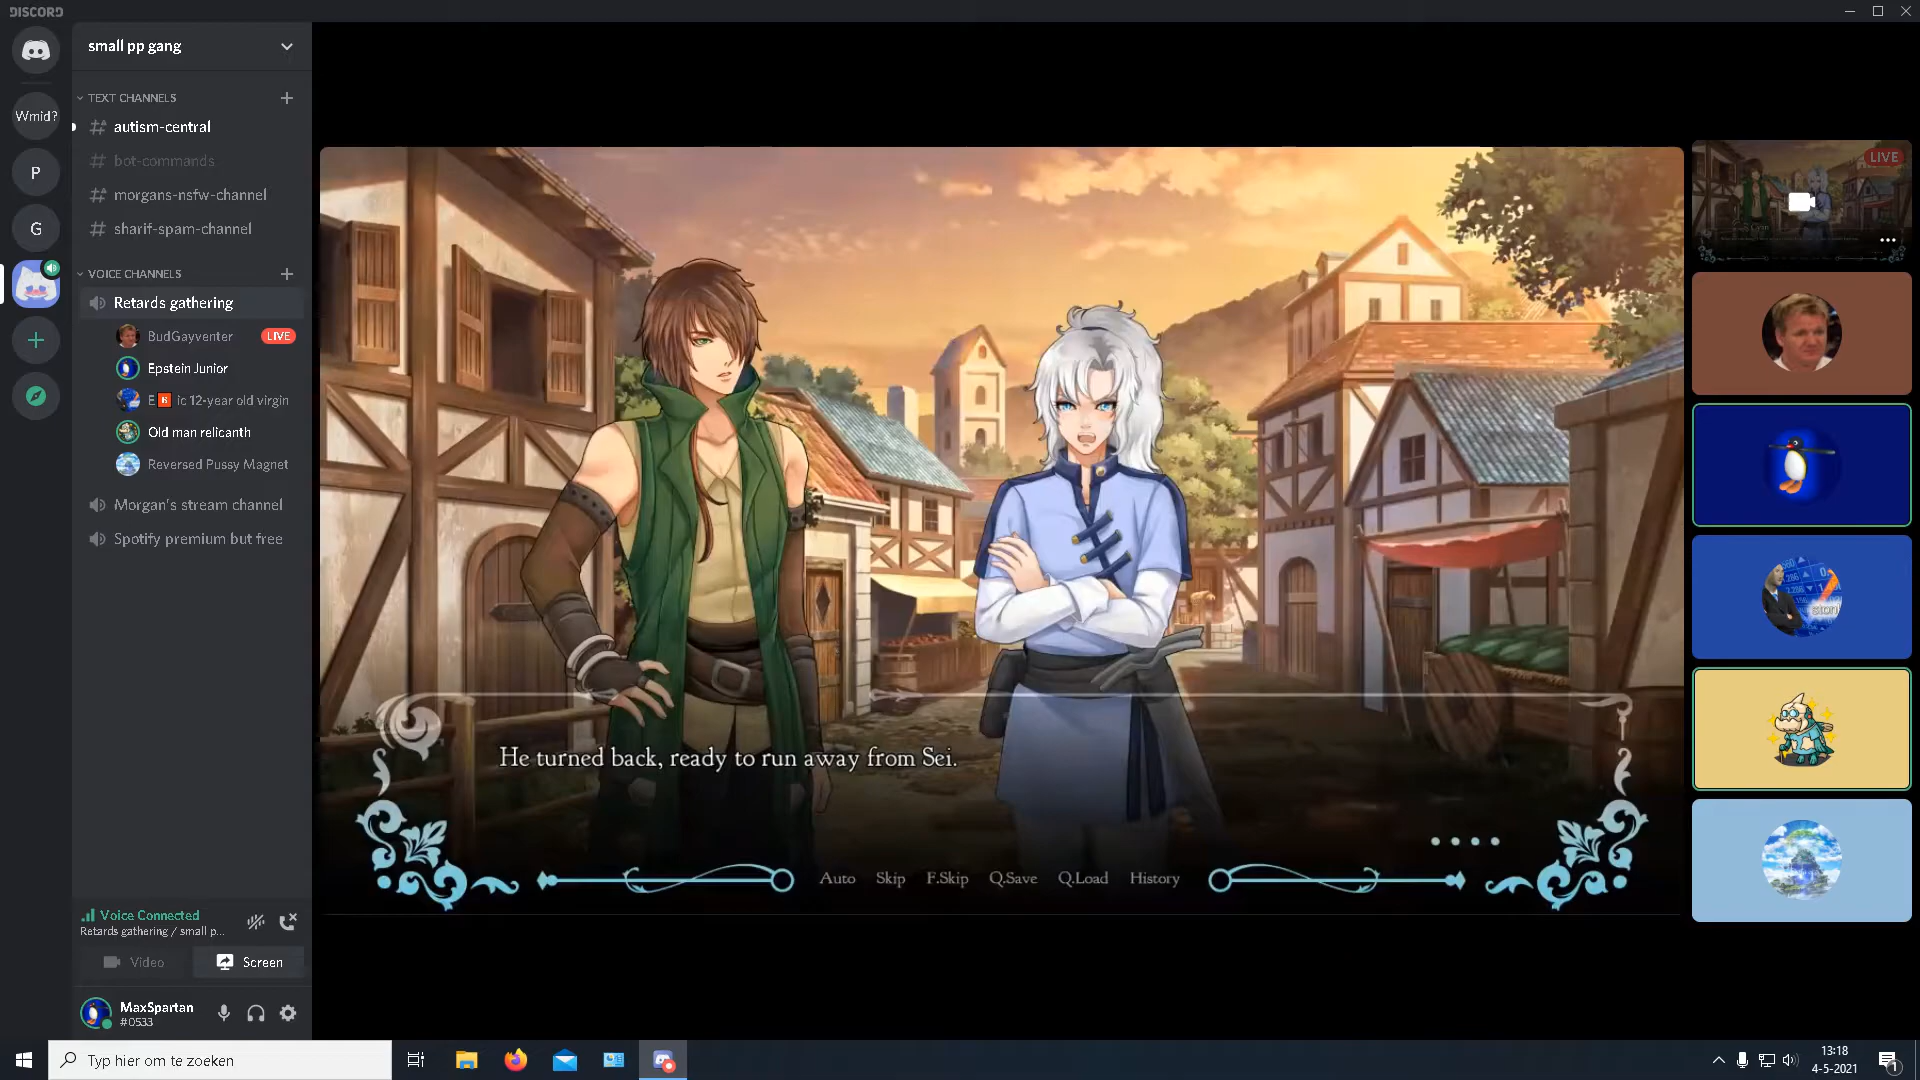 DISCORD
small pp gang
Wmid?
P
G
TEXT CHANNELS
autism-central
bot-commands
morgans-nsfw-channel
sharif-spam-channel
VOICE CHANNELS
Retards gathering
BudGayventer LIVE
Epstein Junior
ic 12-year old virgin
Old man relicanth
Reversed Pussy Magnet
Morgan's stream channel
Spotify premium but free
LIVE
He turned back, ready to run away from Sei.
Auto Skip F.Skip Q.Save Q.Load History
Voice Connected
Retards gathering / small p...
Video Screen
MaxSpartan
#0533
Typ hier om te zoeken
13:18
4-5-2021
1